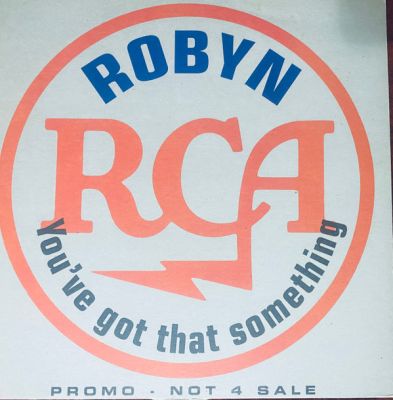 ROBYN
RCA
You've got that something
PROMO - NOT 4 SALE